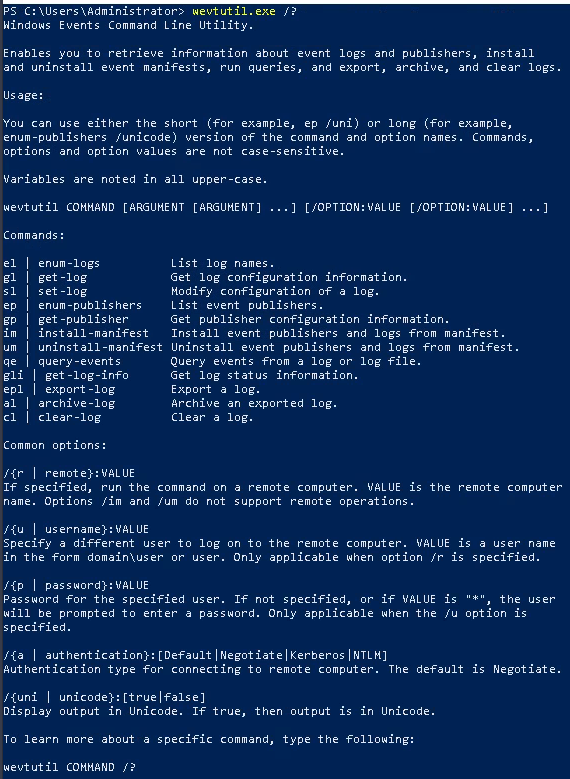 PS C:\Users\Administrator> wevtutil.exe /?
Windows Events Command Line Utility.
Enables you to retrieve information about event logs and publishers, install
and uninstall event manifests, run queries, and export, archive, and clear logs.
Usage:
You can use either the short (for example, ep /uni) or long (for example,
enum-publishers /unicode) version of the command and option names. Commands,
options and option values are not case-sensitive.
Variables are noted in all upper-case.
wevtutil COMMAND [ARGUMENT [ARGUMENT] ...] [/OPTION:VALUE [/OPTION:VALUE] ...]
Commands:
el | enum-logs          List log names.
gl | get-log            Get log configuration information.
sl | set-log            Modify configuration of a log.
ep | enum-publishers    List event publishers.
gp | get-publisher      Get publisher configuration information.
im | install-manifest   Install event publishers and logs from manifest.
um | uninstall-manifest Uninstall event publishers and logs from manifest.
qe | query-events       Query events from a log or log file.
gli | get-log-info      Get log status information.
epl | export-log        Export a log.
al | archive-log        Archive an exported log.
cl | clear-log          Clear a log.
Common options:
/{r | remote}:VALUE
If specified, run the command on a remote computer. VALUE is the remote computer
name. Options /im and /um do not support remote operations.
/{u | username}:VALUE
Specify a different user to log on to the remote computer. VALUE is a user name
in the form domain\user or user. Only applicable when option /r is specified.
/{p | password}:VALUE
Password for the specified user. If not specified, or if VALUE is "*", the user
will be prompted to enter a password. Only applicable when the /u option is
specified.
/{a | authentication}:[Default|Negotiate|Kerberos|NTLM]
Authentication type for connecting to remote computer. The default is Negotiate.
/{uni | unicode}:[true|false]
Display output in Unicode. If true, then output is in Unicode.
To learn more about a specific command, type the following:
wevtutil COMMAND /?